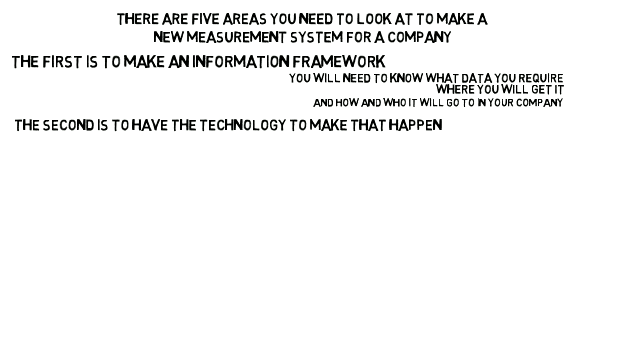 THERE ARE FIVE AREAS YOU NEED TO LOOK AT TO MAKE A
NEW MEASUREMENT SYSTEM FOR A COMPANY
THE FIRST IS TO MAKE AN INFORMATION FRAMEWORK
YOU WILL NEED TO KNOW WHAT DATA YOU REQUIRE
WHERE YOU WILL GET IT
AND HOW AND WHO IT WILL GO TO IN YOUR COMPANY
THE SECOND IS TO HAVE THE TECHNOLOGY TO MAKE THAT HAPPEN